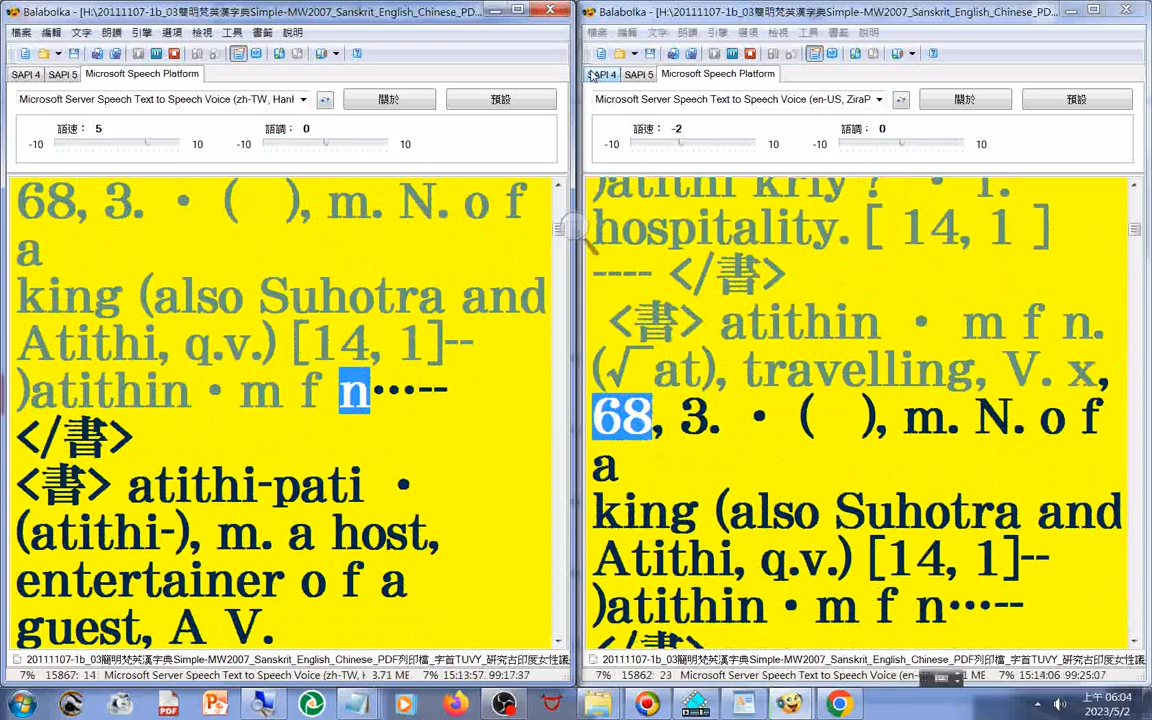 Balabolka - [H:\20111107-1b_03簡明梵英漢字典Simple-MW2007_Sanskrit_English_Chinese_PD...
檔案 編輯 文字 朗讀 引擎 選項 檢視 工具 書籤 說明
SAPI 4 SAPI 5 Microsoft Speech Platform
Microsoft Server Speech Text to Speech Voice (zh-TW, Hanl
關於 預設
語速： 5 語調： 0
-10 10 -10 10
68, 3. • ( ), m. N. o f
a
king (also Suhotra and
Atithi, q.v.) [14, 1]--
)atithin • m f n···--
</書>
<書> atithi-pati •
(atithi-), m. a host,
entertainer o f a
guest, A V.
20111107-1b_03簡明梵英漢字典Simple-MW2007_Sanskrit_English_Chinese_PDF列印檔_字首TUVY_研究古印度女性議
7% 15867: 14 Microsoft Server Speech Text to Speech Voice (zh-TW, H 3.71 ME 7% 15:13:57. 99:17:37
Balabolka - [H:\20111107-1b_03簡明梵英漢字典Simple-MW2007_Sanskrit_English_Chinese_PD...
檔案 編輯 文字 朗讀 引擎 選項 檢視 工具 書籤 說明
SAPI 4 SAPI 5 Microsoft Speech Platform
Microsoft Server Speech Text to Speech Voice (en-US, ZiraP
關於 預設
語速： -2 語調： 0
-10 10 -10 10
)atithi kriy ? • f.
hospitality. [ 14, 1 ]
---- </書>
<書> atithin • m f n.
(√ at), travelling, V. x,
68, 3. • ( ), m. N. o f
a
king (also Suhotra and
Atithi, q.v.) [14, 1]--
)atithin • m f n···--
</書>
20111107-1b_03簡明梵英漢字典Simple-MW2007_Sanskrit_English_Chinese_PDF列印檔_字首TUVY_研究古印度女性議
7% 15862: 23 Microsoft Server Speech Text to Speech Voice (en-U 7% 15:14:06. 99:25:07
上午 06:04
2023/5/2